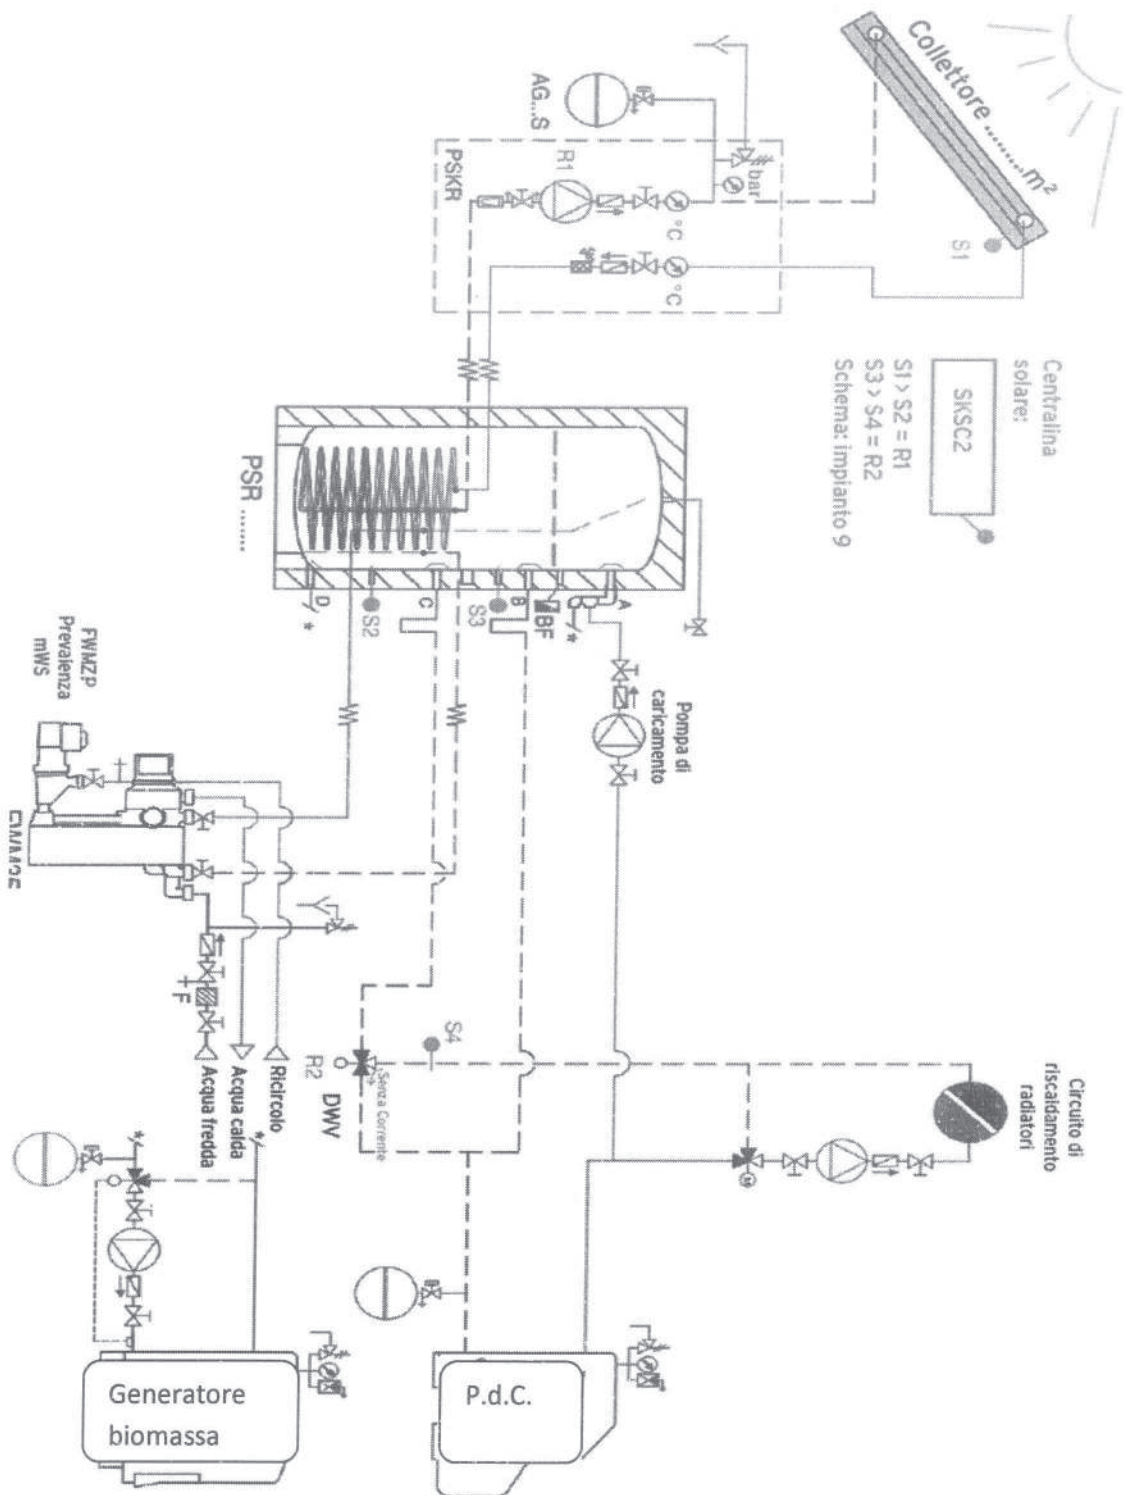 Collettore ..........m²
S1
AG...S
bar
R1
PSKR
°C
°C
Centralina
solare:
SKSC2
S1 > S2 = R1
S3 > S4 = R2
Schema: impianto 9
PSR .......
A
*
BF
B
S3
C
S2
D
*
Pompa di
caricamento
FWMZP
Prevalenza
mWS
F
Ricircolo
Acqua calda
Acqua fredda
S4
R2
DWV
Senza Corrente
Circuito di
riscaldamento
radiatori
M
*
*
Generatore
biomassa
P.d.C.